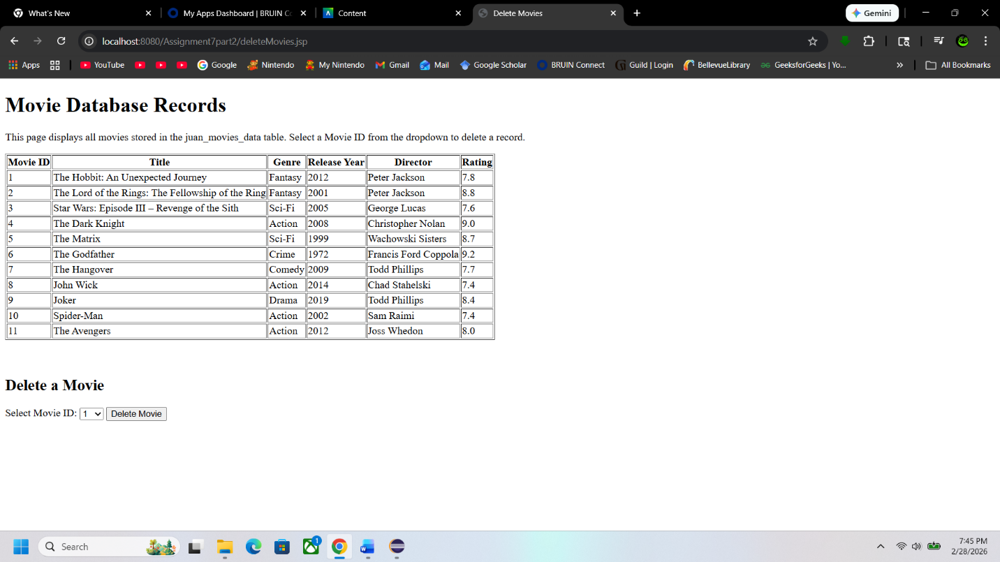 What's New
My Apps Dashboard | BRUIN Co
Content
Delete Movies
Gemini
localhost:8080/Assignment7part2/deleteMovies.jsp
Apps
YouTube
Google
Nintendo
My Nintendo
Gmail
Mail
Google Scholar
BRUIN Connect
Guild | Login
BellevueLibrary
GeeksforGeeks | Yo...
»
All Bookmarks
Movie Database Records
This page displays all movies stored in the juan_movies_data table. Select a Movie ID from the dropdown to delete a record.
Movie ID Title Genre Release Year Director Rating
1 The Hobbit: An Unexpected Journey Fantasy 2012 Peter Jackson 7.8
2 The Lord of the Rings: The Fellowship of the Ring Fantasy 2001 Peter Jackson 8.8
3 Star Wars: Episode III – Revenge of the Sith Sci-Fi 2005 George Lucas 7.6
4 The Dark Knight Action 2008 Christopher Nolan 9.0
5 The Matrix Sci-Fi 1999 Wachowski Sisters 8.7
6 The Godfather Crime 1972 Francis Ford Coppola 9.2
7 The Hangover Comedy 2009 Todd Phillips 7.7
8 John Wick Action 2014 Chad Stahelski 7.4
9 Joker Drama 2019 Todd Phillips 8.4
10 Spider-Man Action 2002 Sam Raimi 7.4
11 The Avengers Action 2012 Joss Whedon 8.0
Delete a Movie
Select Movie ID: 1 Delete Movie
Search
1
7:45 PM
2/28/2026